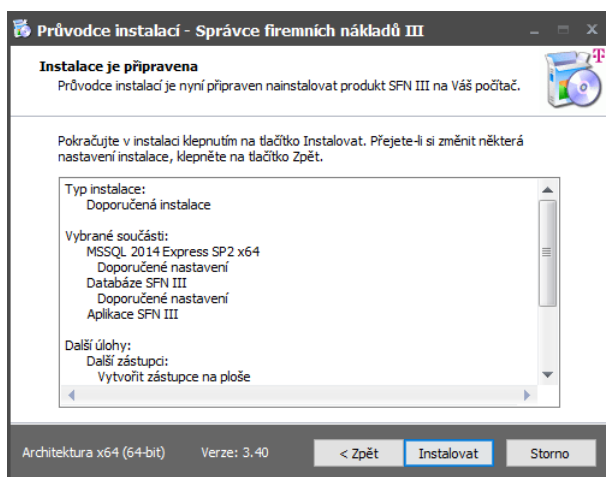 Průvodce instalací - Správce firemních nákladů III
Instalace je připravena
Průvodce instalací je nyní připraven nainstalovat produkt SFN III na Váš počítač.
T
Pokračujte v instalaci klepnutím na tlačítko Instalovat. Přejete-li si změnit některá
nastavení instalace, klepněte na tlačítko Zpět.
Typ instalace:
Doporučená instalace
Vybrané součásti:
MSSQL 2014 Express SP2 x64
Doporučené nastavení
Databáze SFN III
Doporučené nastavení
Aplikace SFN III
Další úlohy:
Další zástupci:
Vytvořit zástupce na ploše
Architektura x64 (64-bit) Verze: 3.40 < Zpět Instalovat Storno